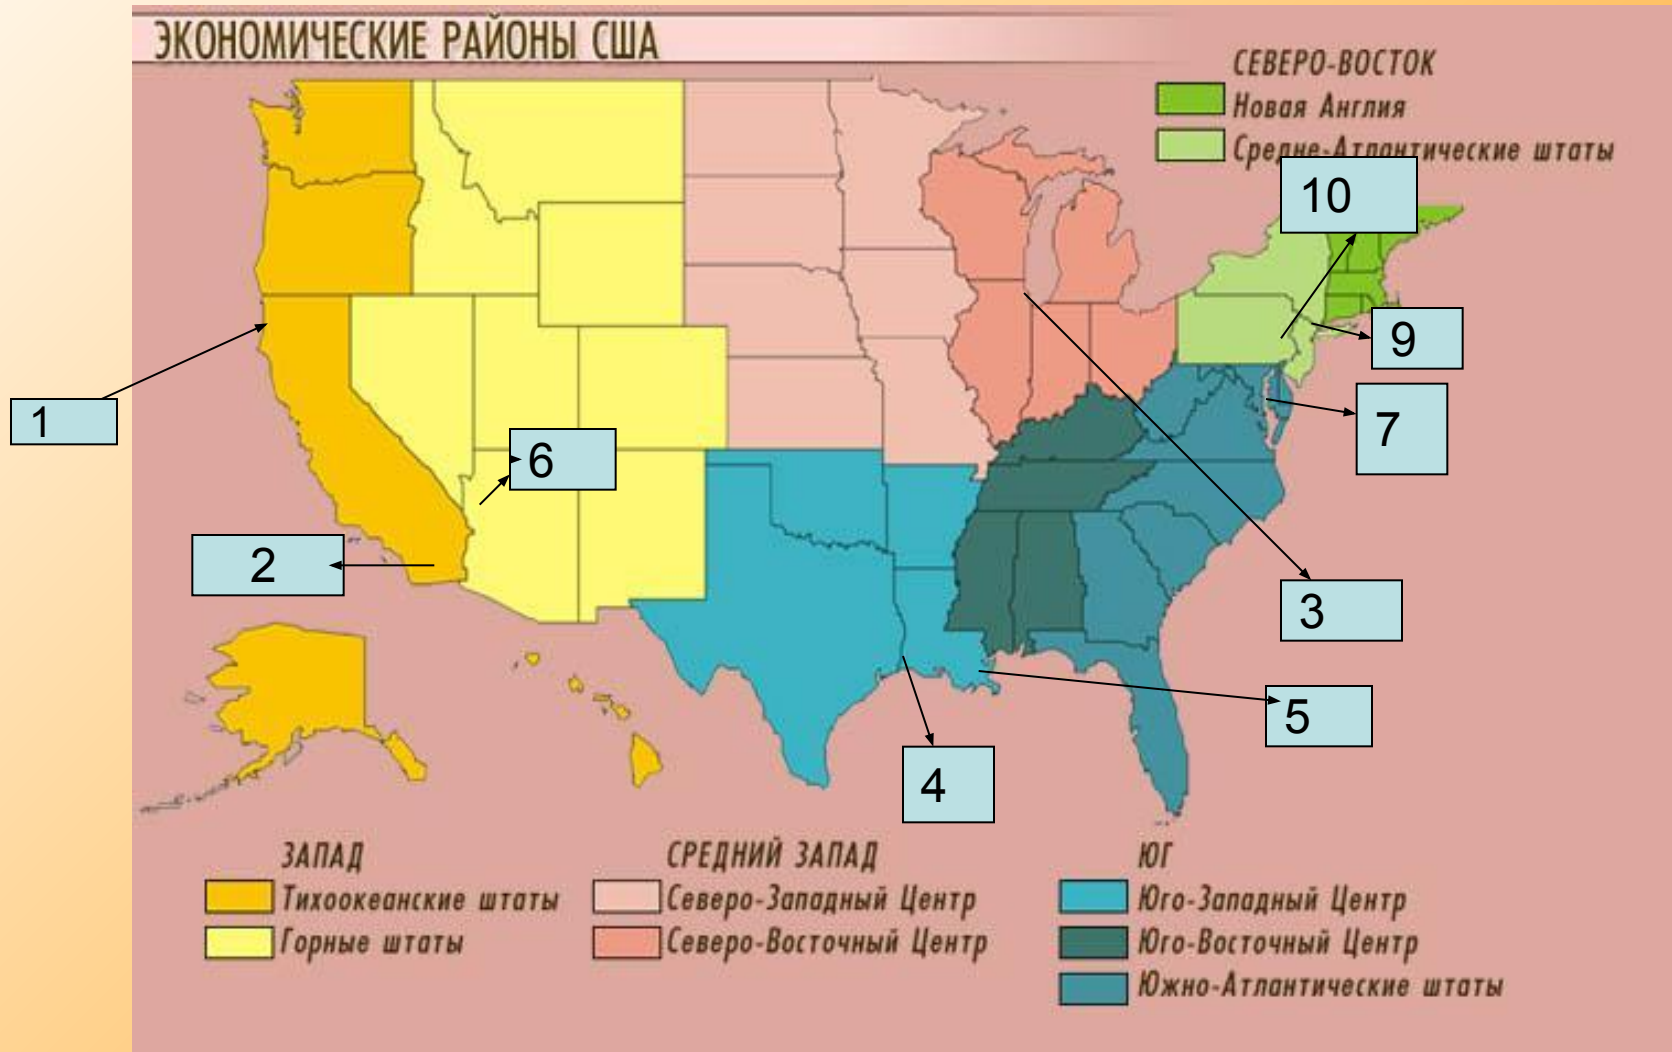 ЭКОНОМИЧЕСКИЕ РАЙОНЫ США
СЕВЕРО-ВОСТОК
Новая Англия
Средне-Атлантические штаты
10
9
7
1
6
2
3
5
4
ЗАПАД
Тихоокеанские штаты
Горные штаты
СРЕДНИЙ ЗАПАД
Северо-Западный Центр
Северо-Восточный Центр
ЮГ
Юго-Западный Центр
Юго-Восточный Центр
Южно-Атлантические штаты